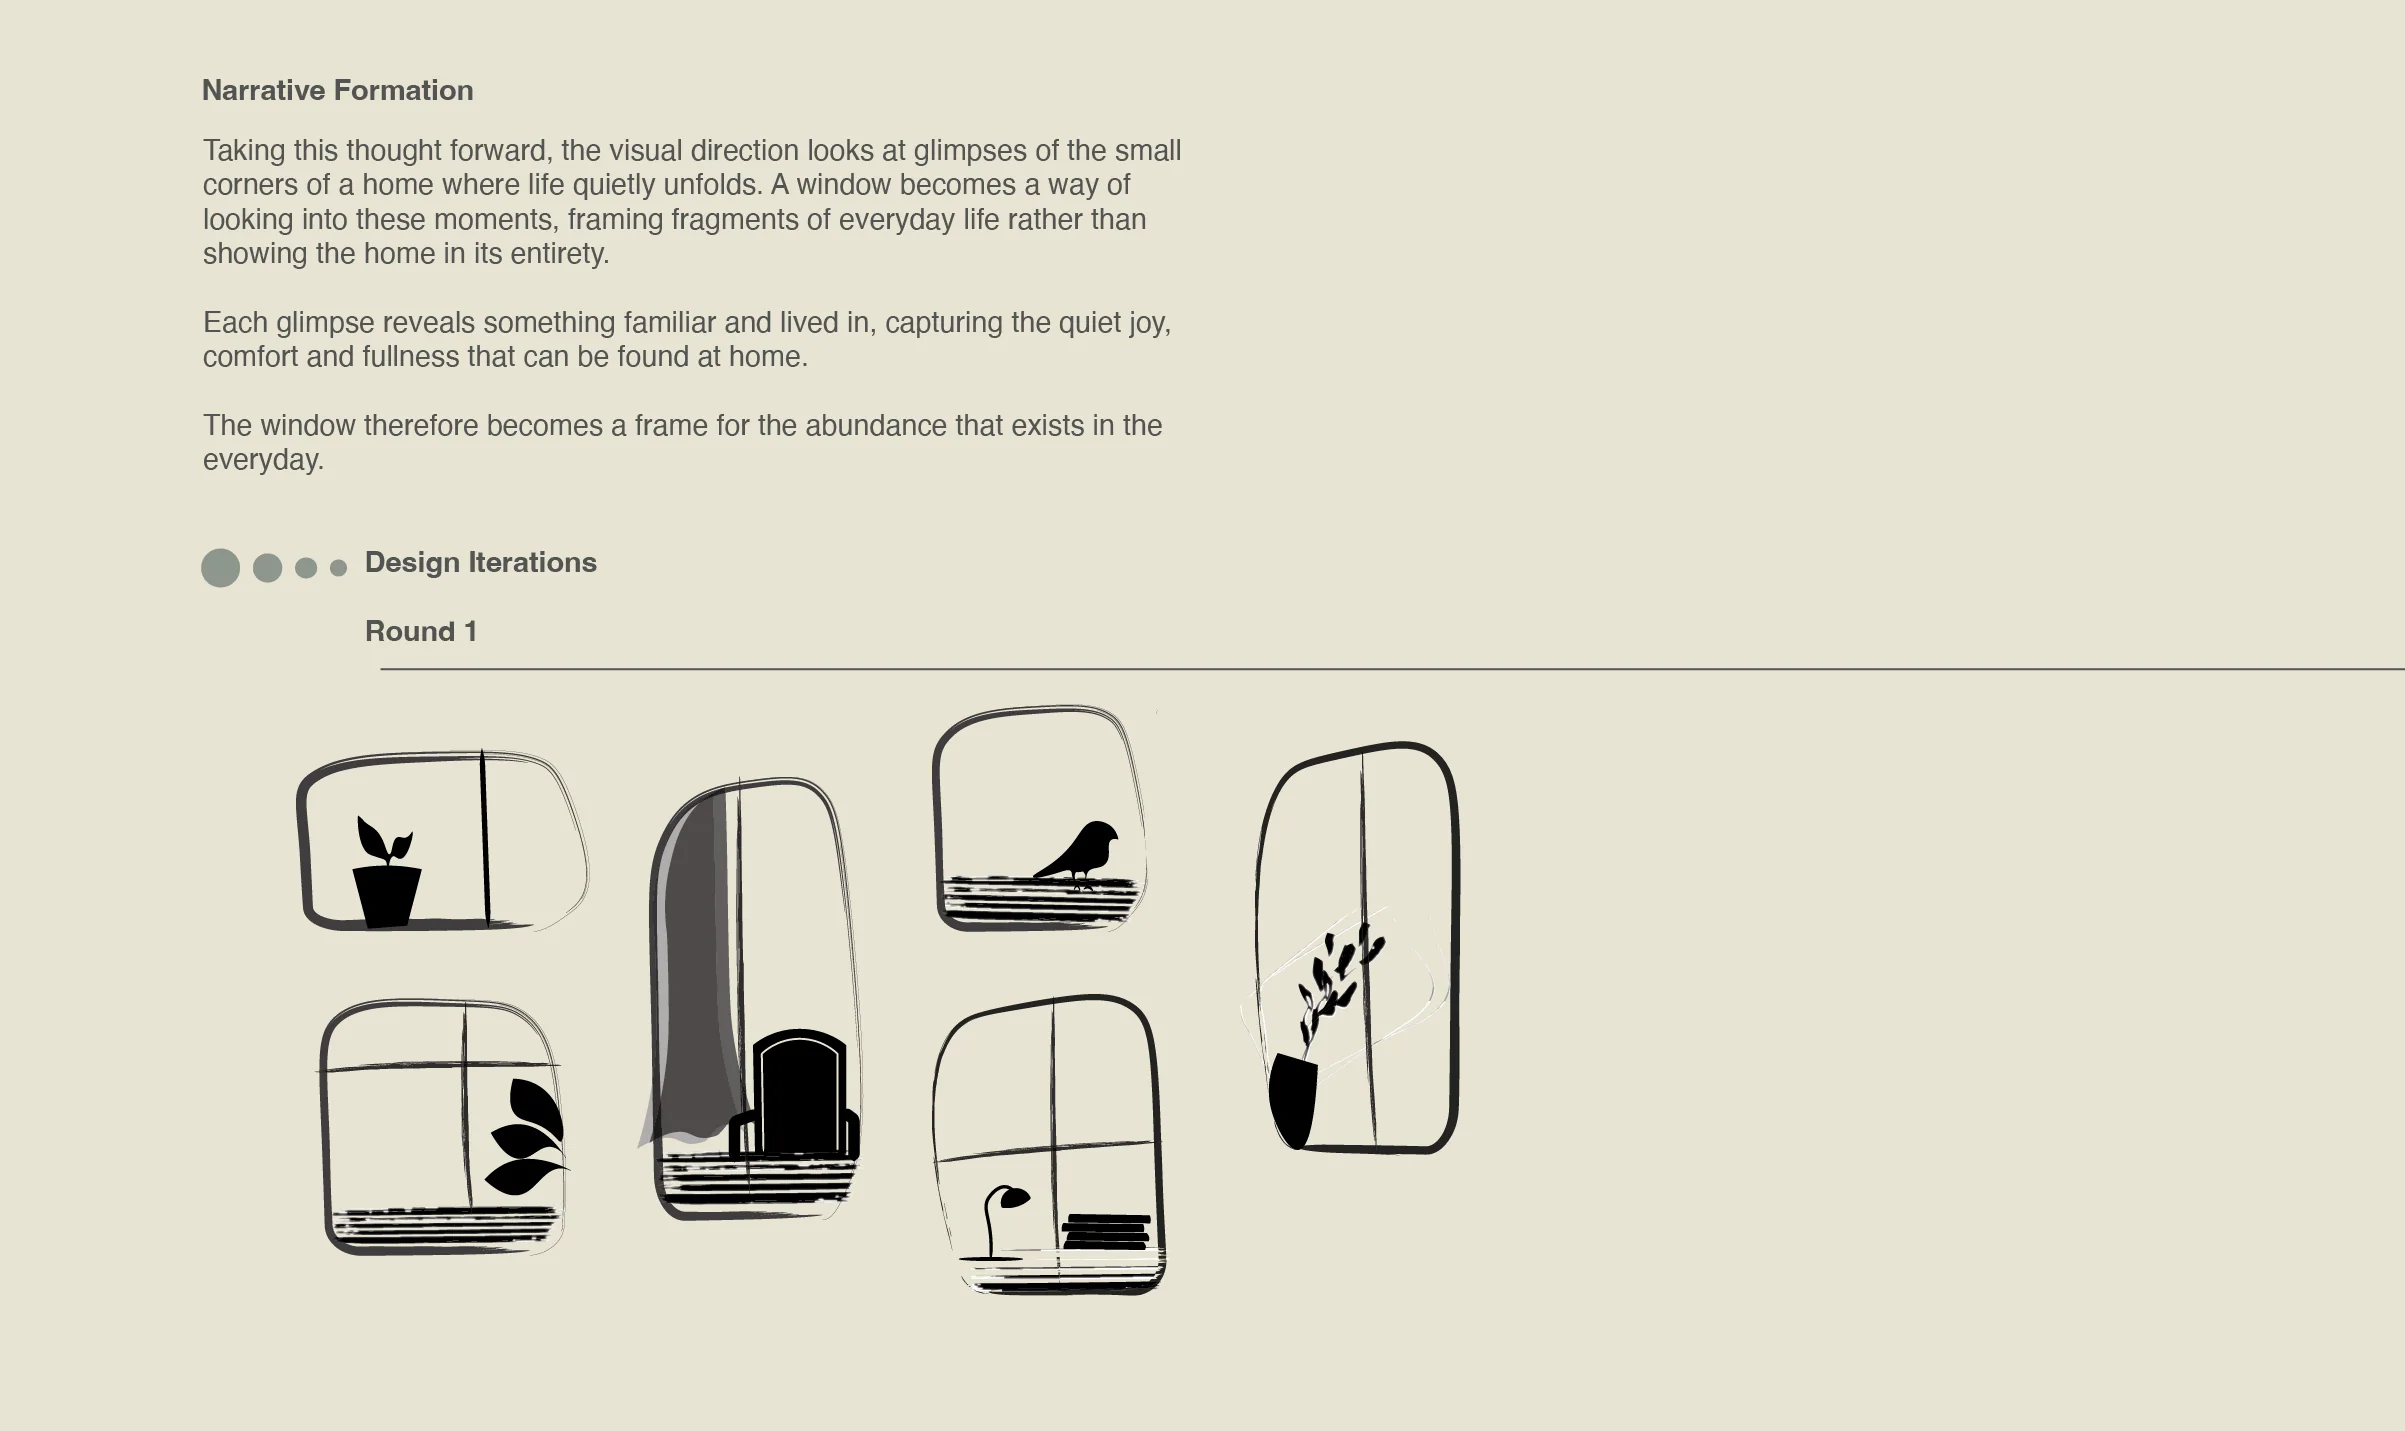 Narrative Formation
Taking this thought forward, the visual direction looks at glimpses of the small
corners of a home where life quietly unfolds. A window becomes a way of
looking into these moments, framing fragments of everyday life rather than
showing the home in its entirety.
Each glimpse reveals something familiar and lived in, capturing the quiet joy,
comfort and fullness that can be found at home.
The window therefore becomes a frame for the abundance that exists in the
everyday.
Design Iterations
Round 1